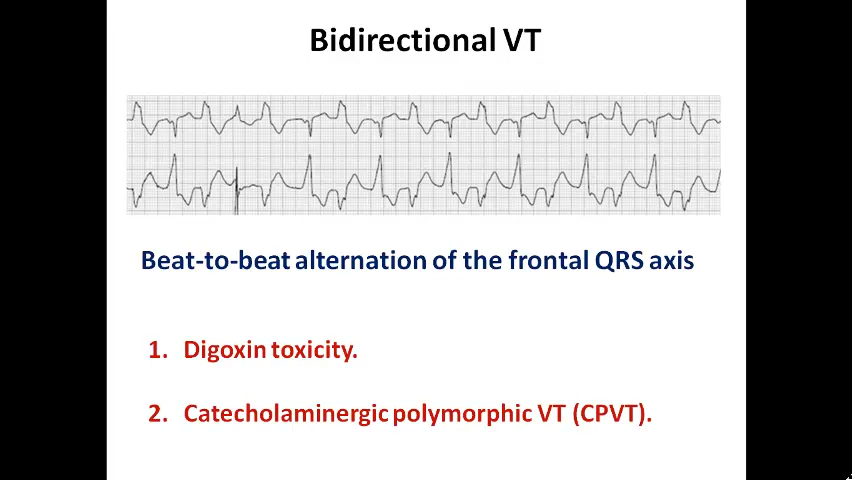 Bidirectional VT
Beat-to-beat alternation of the frontal QRS axis
1. Digoxin toxicity.
2. Catecholaminergic polymorphic VT (CPVT).